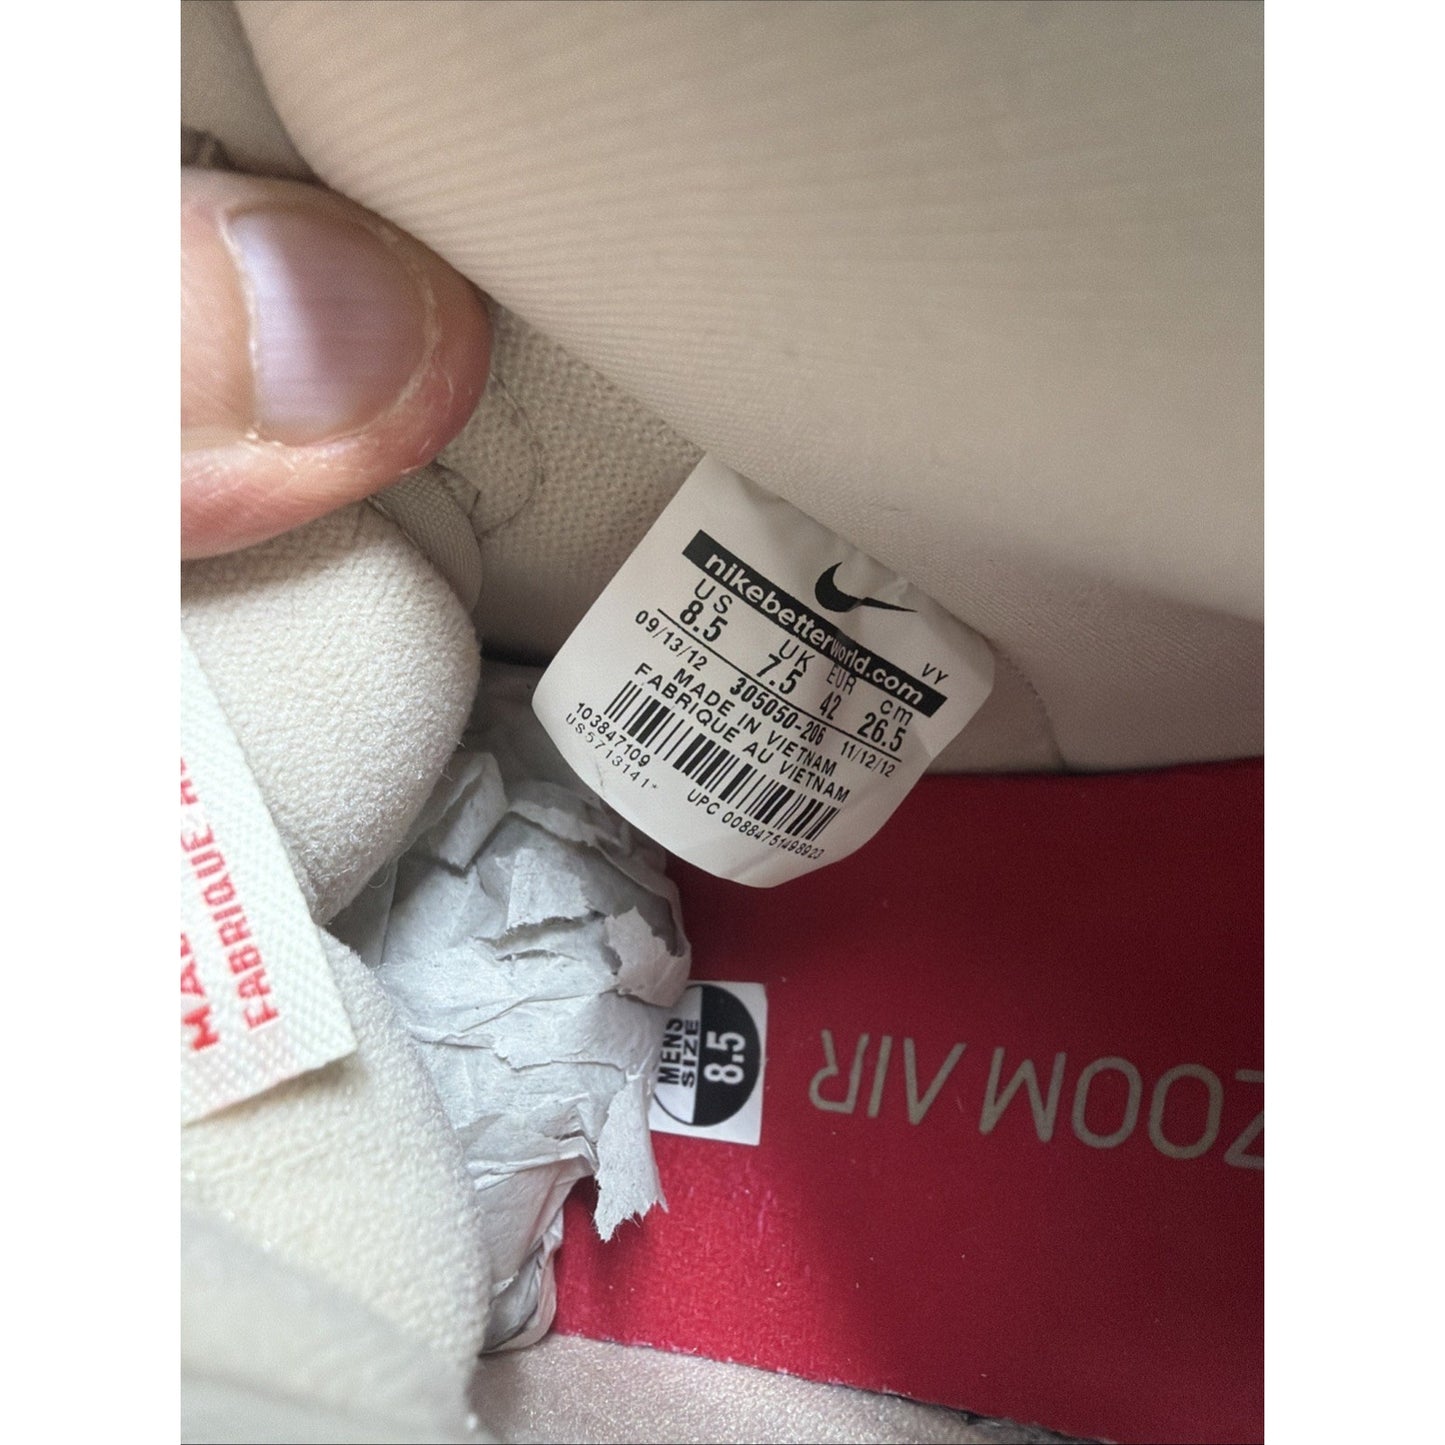 nikebetterworld.com
VY
US UK EUR cm
8.5 7.5 42 26.5
09/13/12 305050-206 11/12/12
MADE IN VIETNAM
FABRIQUE AU VIETNAM
103847109
US5713141*
UPC 00884751498923
FABRIQUE
MENS
SIZE
8.5
ZOOM AIR